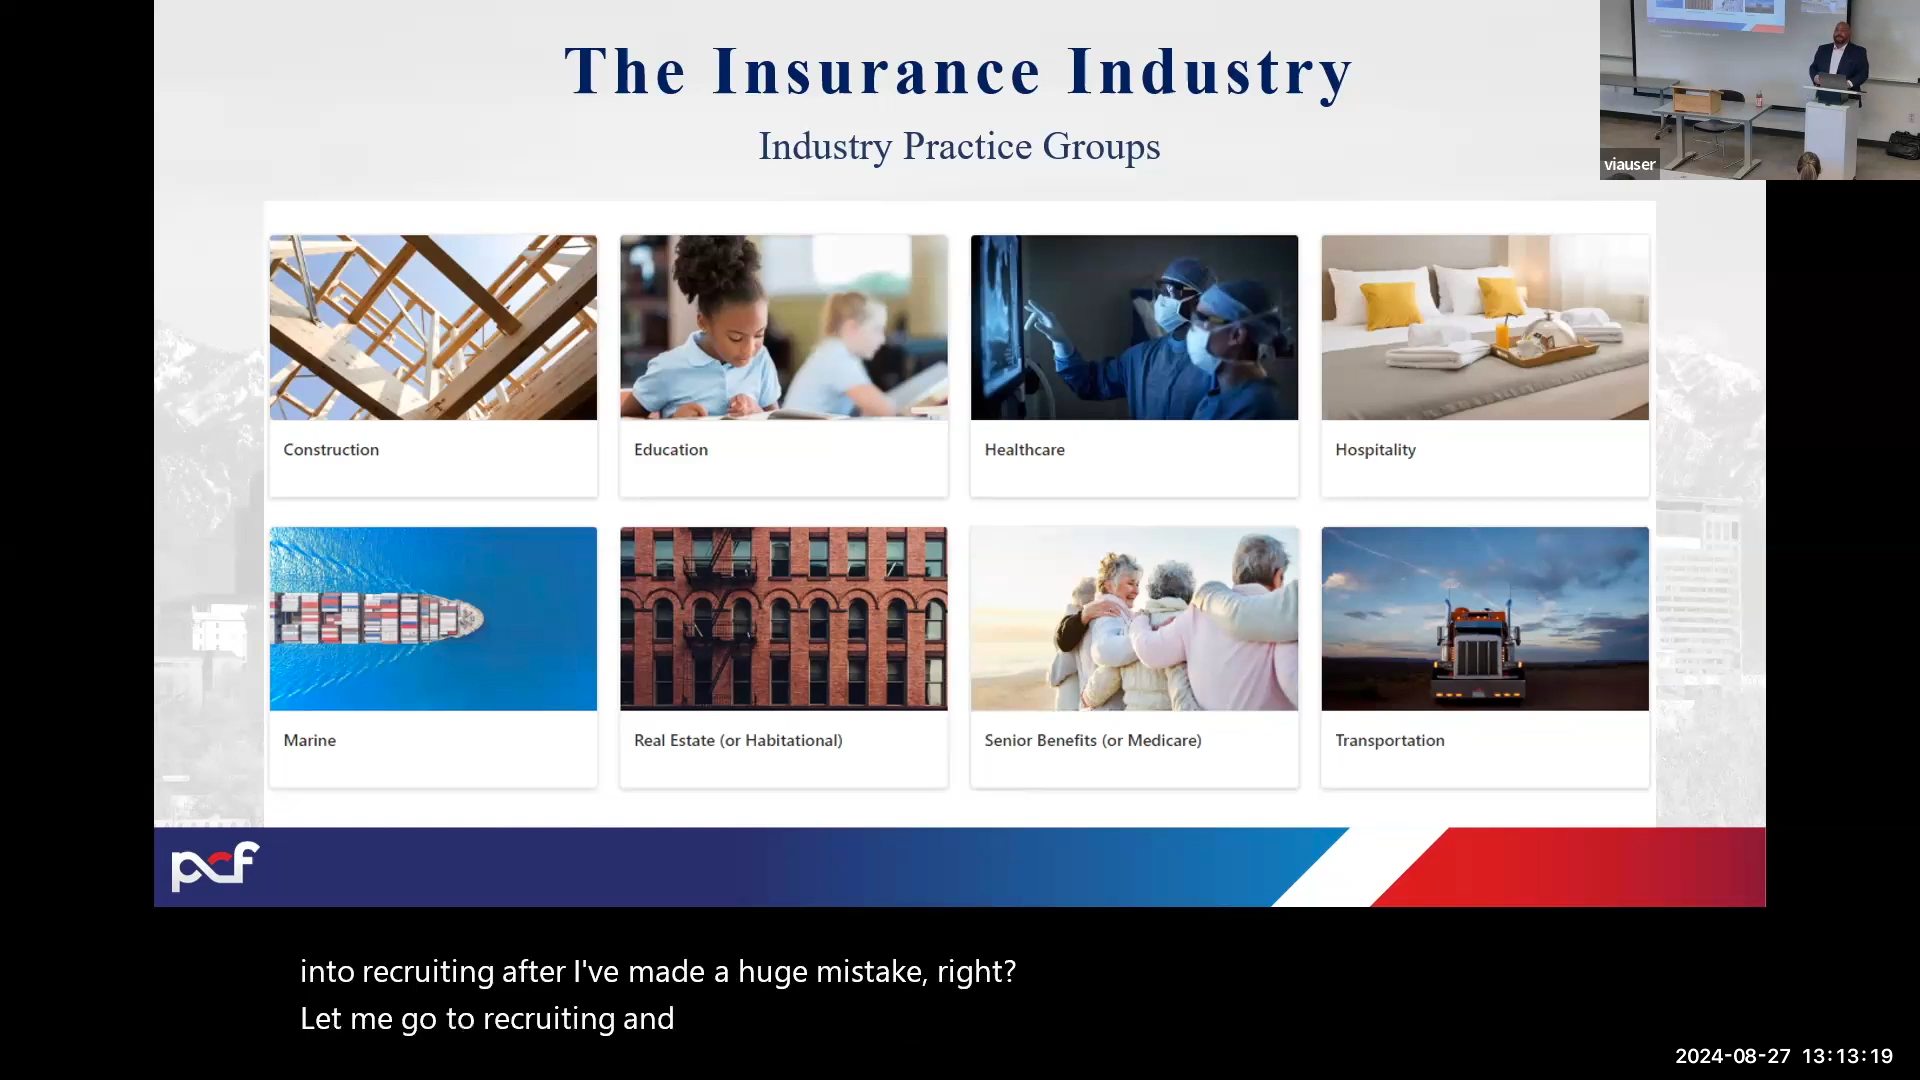 The Insurance Industry
Industry Practice Groups
viauser
Construction
Education
Healthcare
Hospitality
Marine
Real Estate (or Habitational)
Senior Benefits (or Medicare)
Transportation
pcf
into recruiting after I've made a huge mistake, right?
Let me go to recruiting and
2024-08-27 13:13:19